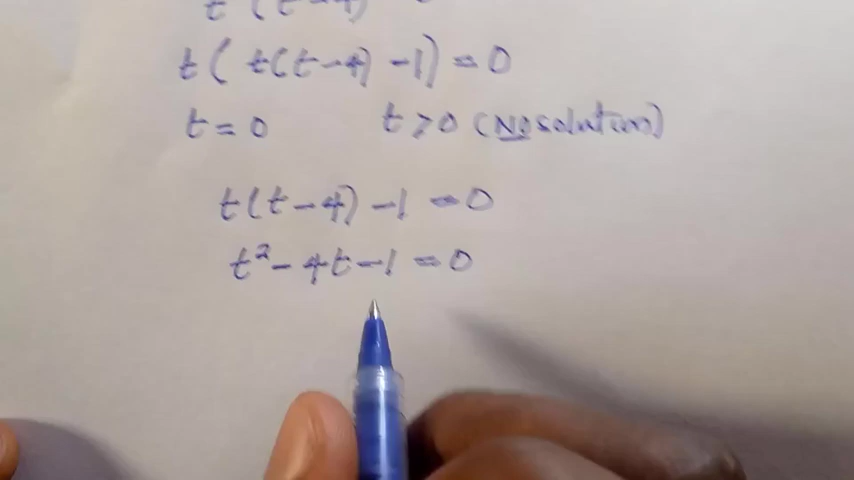 t ( t(t-4) -1) = 0
t = 0 t > 0 (No solution)
t(t-4) -1 = 0
t² - 4t - 1 = 0